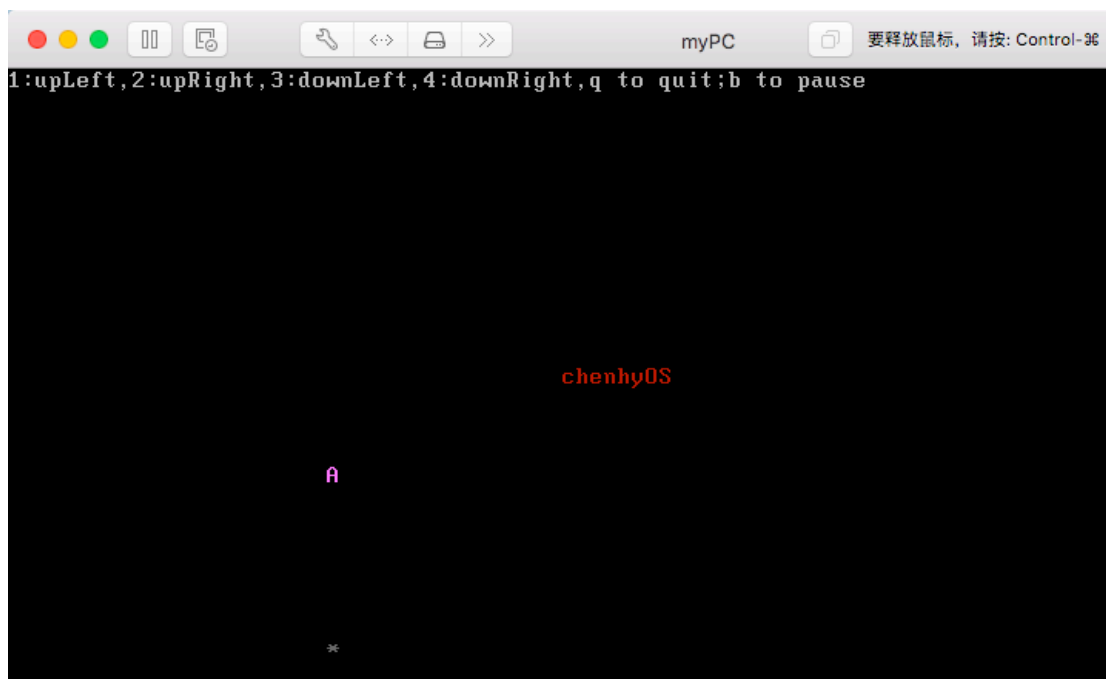 myPC
要释放鼠标，请按: Control-⌘
1:upLeft,2:upRight,3:downLeft,4:downRight,q to quit;b to pause
chenhyOS
A
*